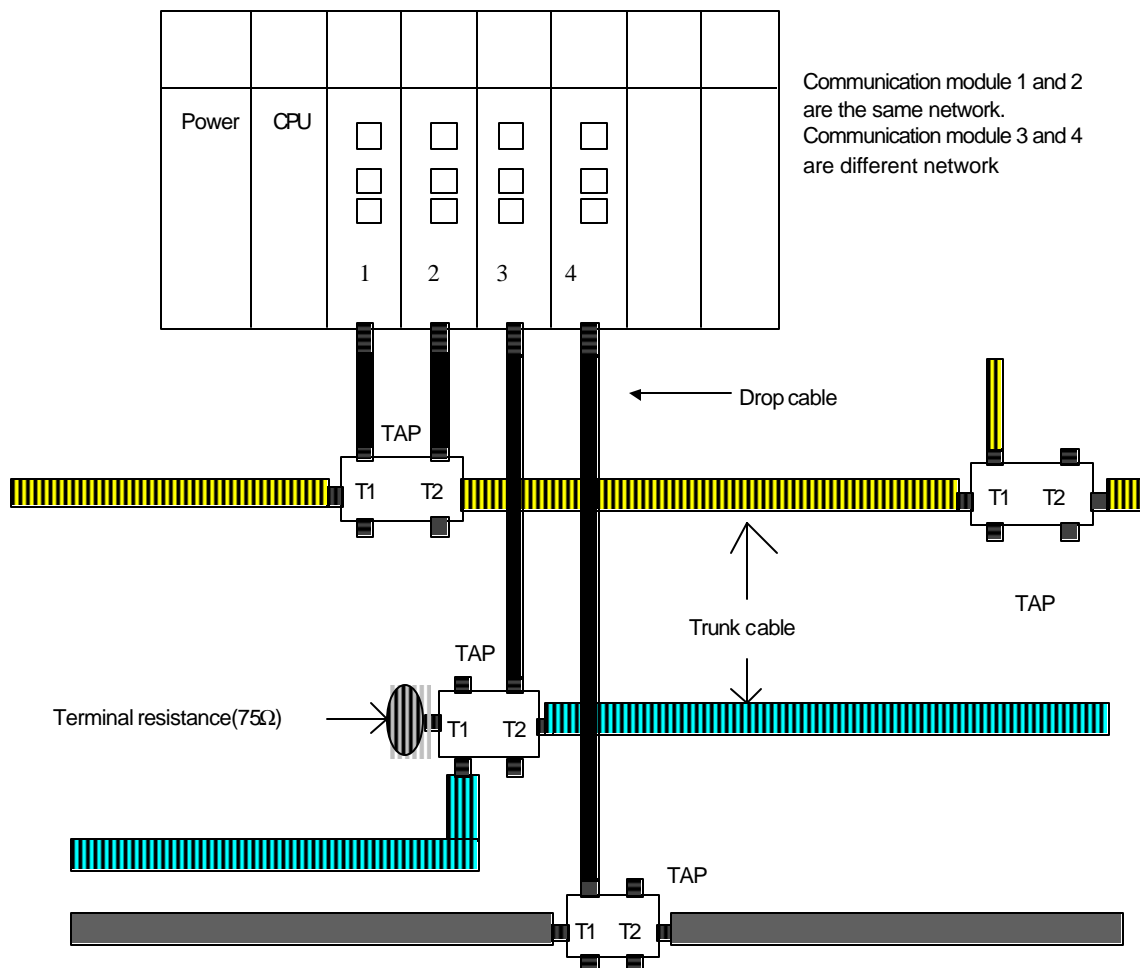 Communication module 1 and 2
are the same network.
Communication module 3 and 4
are different network
Power CPU
1 2 3 4
Drop cable
TAP
T1 T2
T1 T2
TAP
Trunk cable
TAP
Terminal resistance(75Ω)
T1 T2
TAP
T1 T2